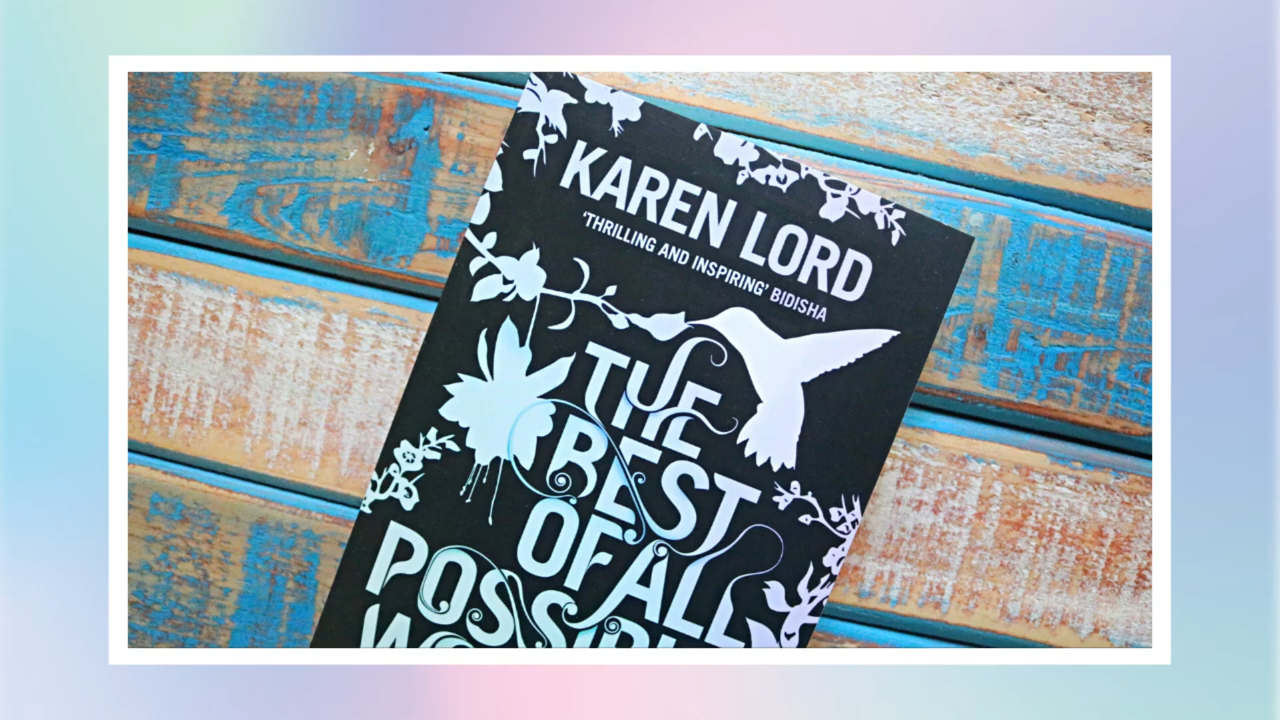 KAREN LORD
'THRILLING AND INSPIRING' BIDISHA
THE
BEST
OF ALL